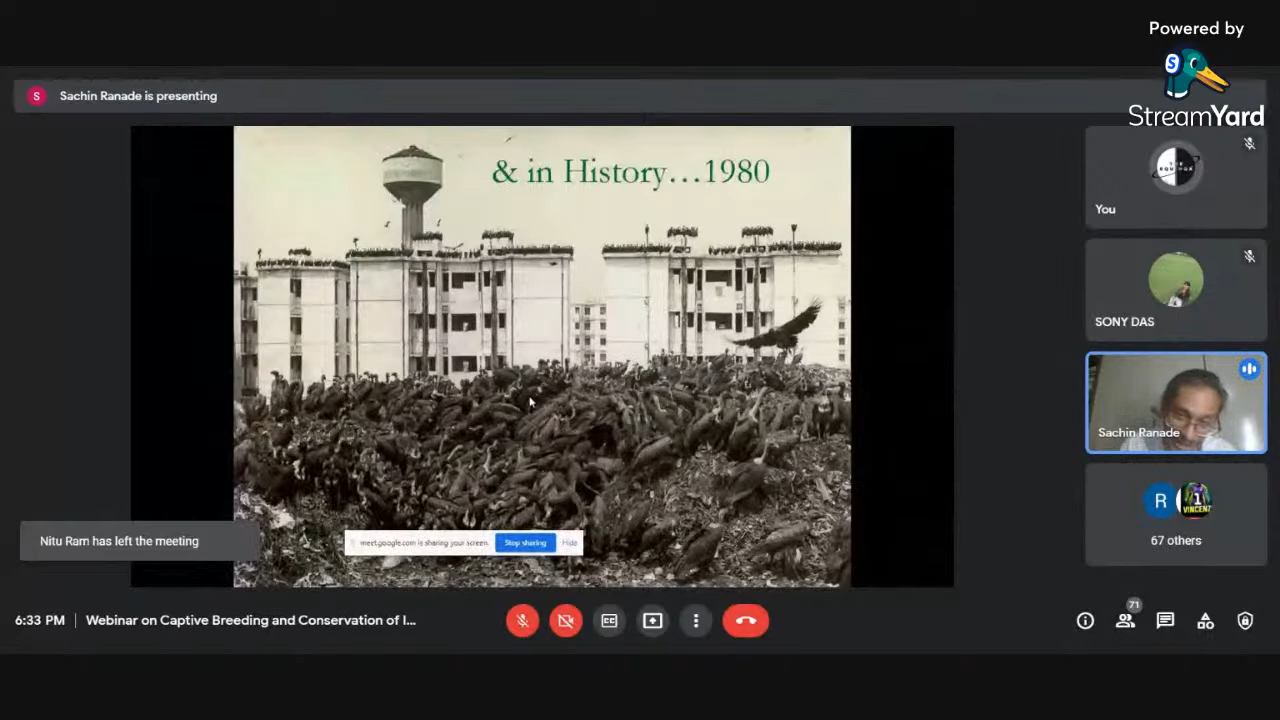 Powered by
StreamYard
S
Sachin Ranade is presenting
& in History...1980
You
SONY DAS
Sachin Ranade
R
1
VINCENT
67 others
Nitu Ram has left the meeting
meet.google.com is sharing your screen.
Stop sharing
Hide
6:33 PM
Webinar on Captive Breeding and Conservation of I...
71